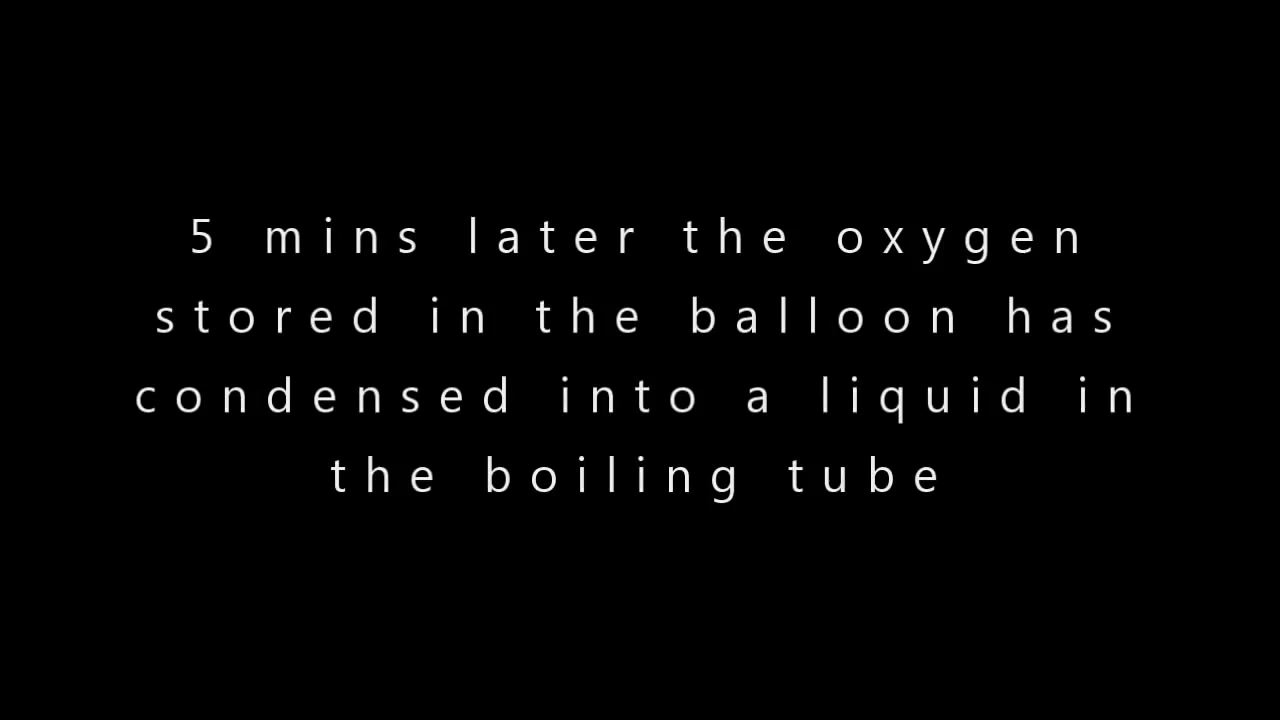 5 mins later the oxygen
stored in the balloon has
condensed into a liquid in
the boiling tube